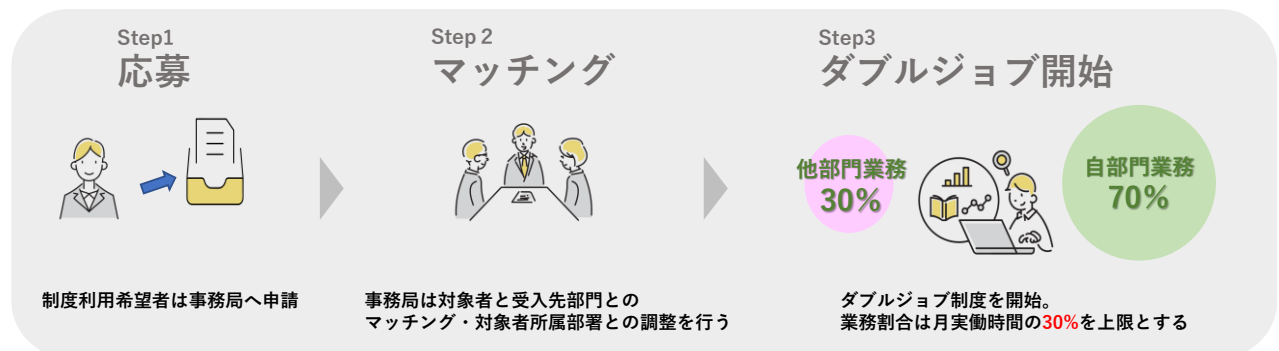 Step1
応募
制度利用希望者は事務局へ申請
Step 2
マッチング
事務局は対象者と受入先部門との
マッチング・対象者所属部署との調整を行う
Step3
ダブルジョブ開始
他部門業務
30%
自部門業務
70%
ダブルジョブ制度を開始。
業務割合は月実働時間の30%を上限とする